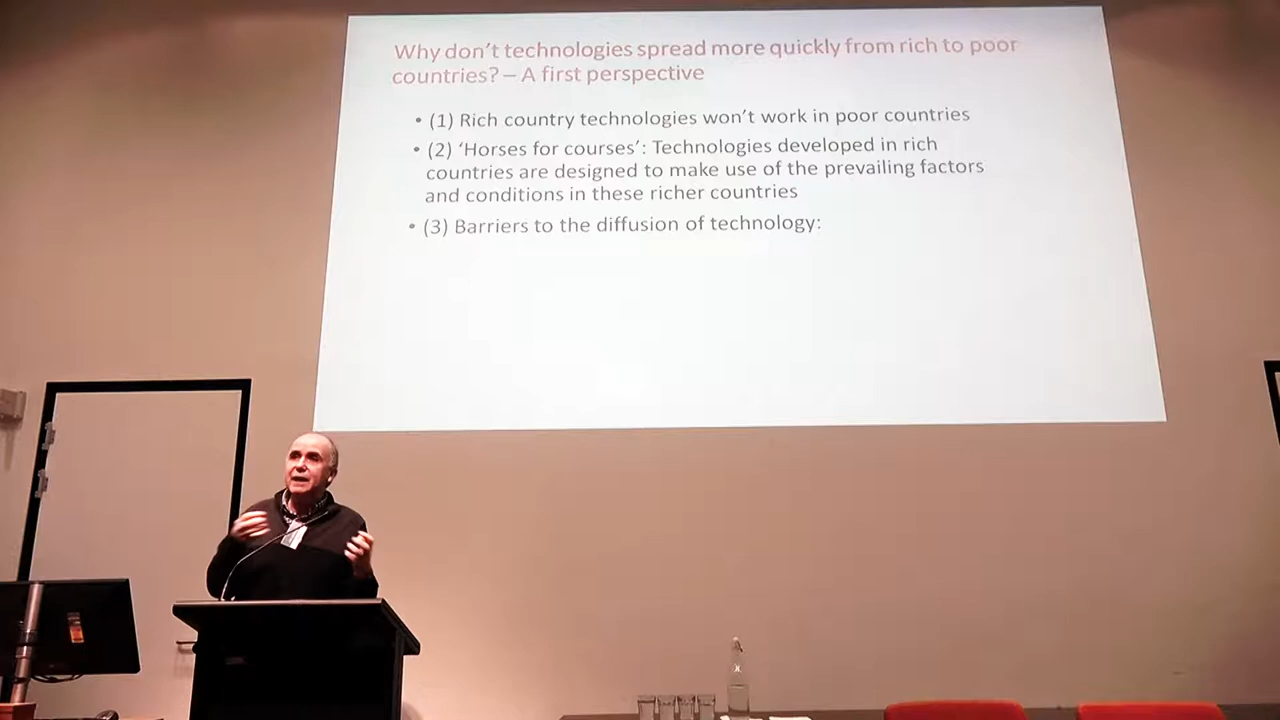 Why don't technologies spread more quickly from rich to poor
countries? – A first perspective
• (1) Rich country technologies won't work in poor countries
• (2) 'Horses for courses': Technologies developed in rich
countries are designed to make use of the prevailing factors
and conditions in these richer countries
• (3) Barriers to the diffusion of technology: